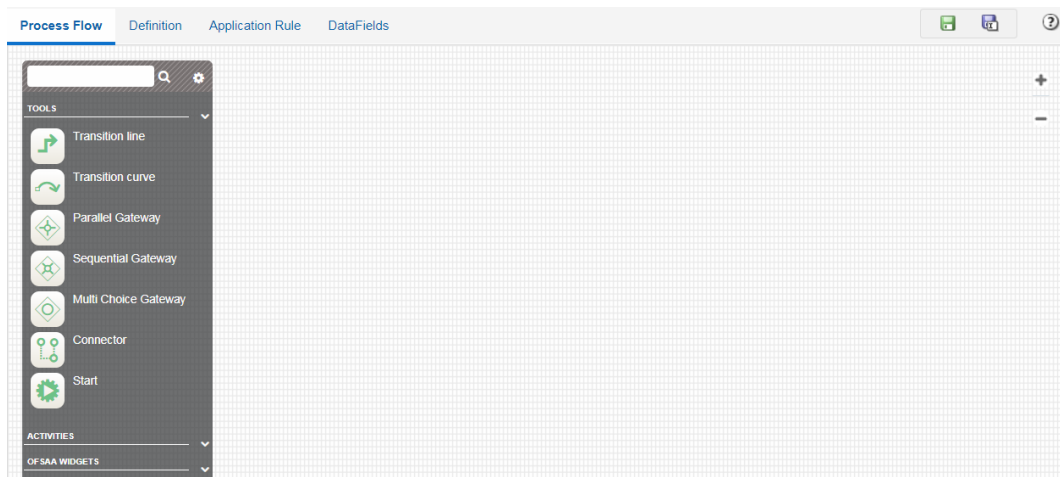 Process Flow Definition Application Rule DataFields
TOOLS
Transition line
Transition curve
Parallel Gateway
Sequential Gateway
Multi Choice Gateway
Connector
Start
ACTIVITIES
OFSAA WIDGETS